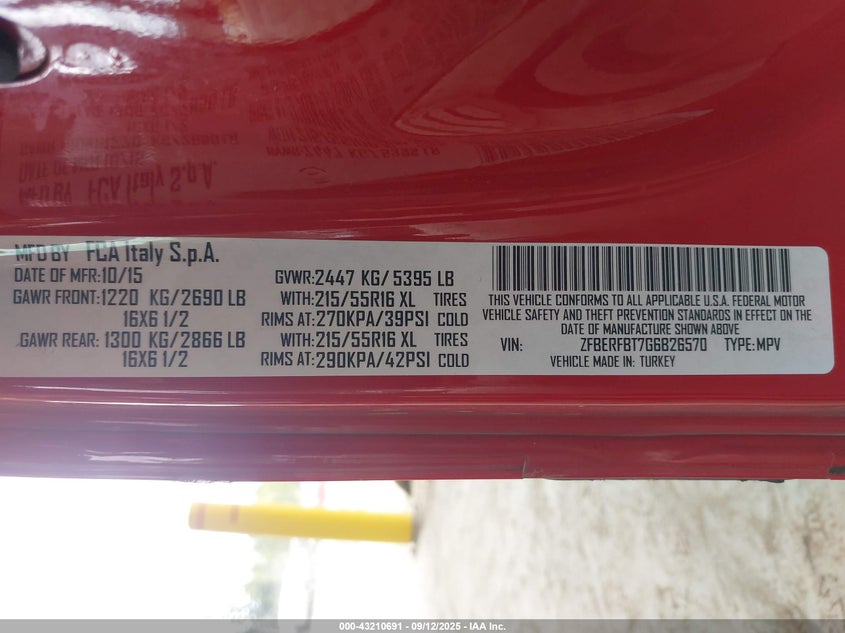 MFD BY FCA Italy S.p.A.
DATE OF MFR:10/15 GVWR:2447 KG/5395 LB
GAWR FRONT:1220 KG/2690 LB WITH:215/55R16 XL TIRES
16X6 1/2 RIMS AT:270KPA/39PSI COLD
GAWR REAR:1300 KG/2866 LB WITH:215/55R16 XL TIRES
16X6 1/2 RIMS AT:290KPA/42PSI COLD
THIS VEHICLE CONFORMS TO ALL APPLICABLE U.S.A. FEDERAL MOTOR
VEHICLE SAFETY AND THEFT PREVENTION STANDARDS IN EFFECT ON THE
DATE OF MANUFACTURE SHOWN ABOVE
VIN: ZFBERFBT7G6B26570 TYPE:MPV
VEHICLE MADE IN: TURKEY
000-43210691 - 09/12/2025 - IAA Inc.